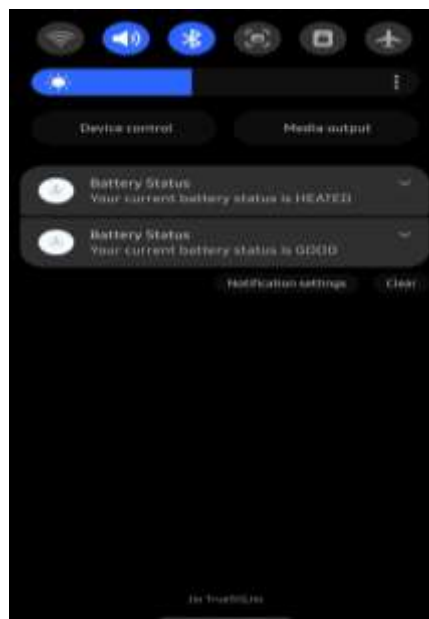 Device control
Media output
Battery Status
Your current battery status is HEATED
Battery Status
Your current battery status is GOOD
Notification settings
Clear